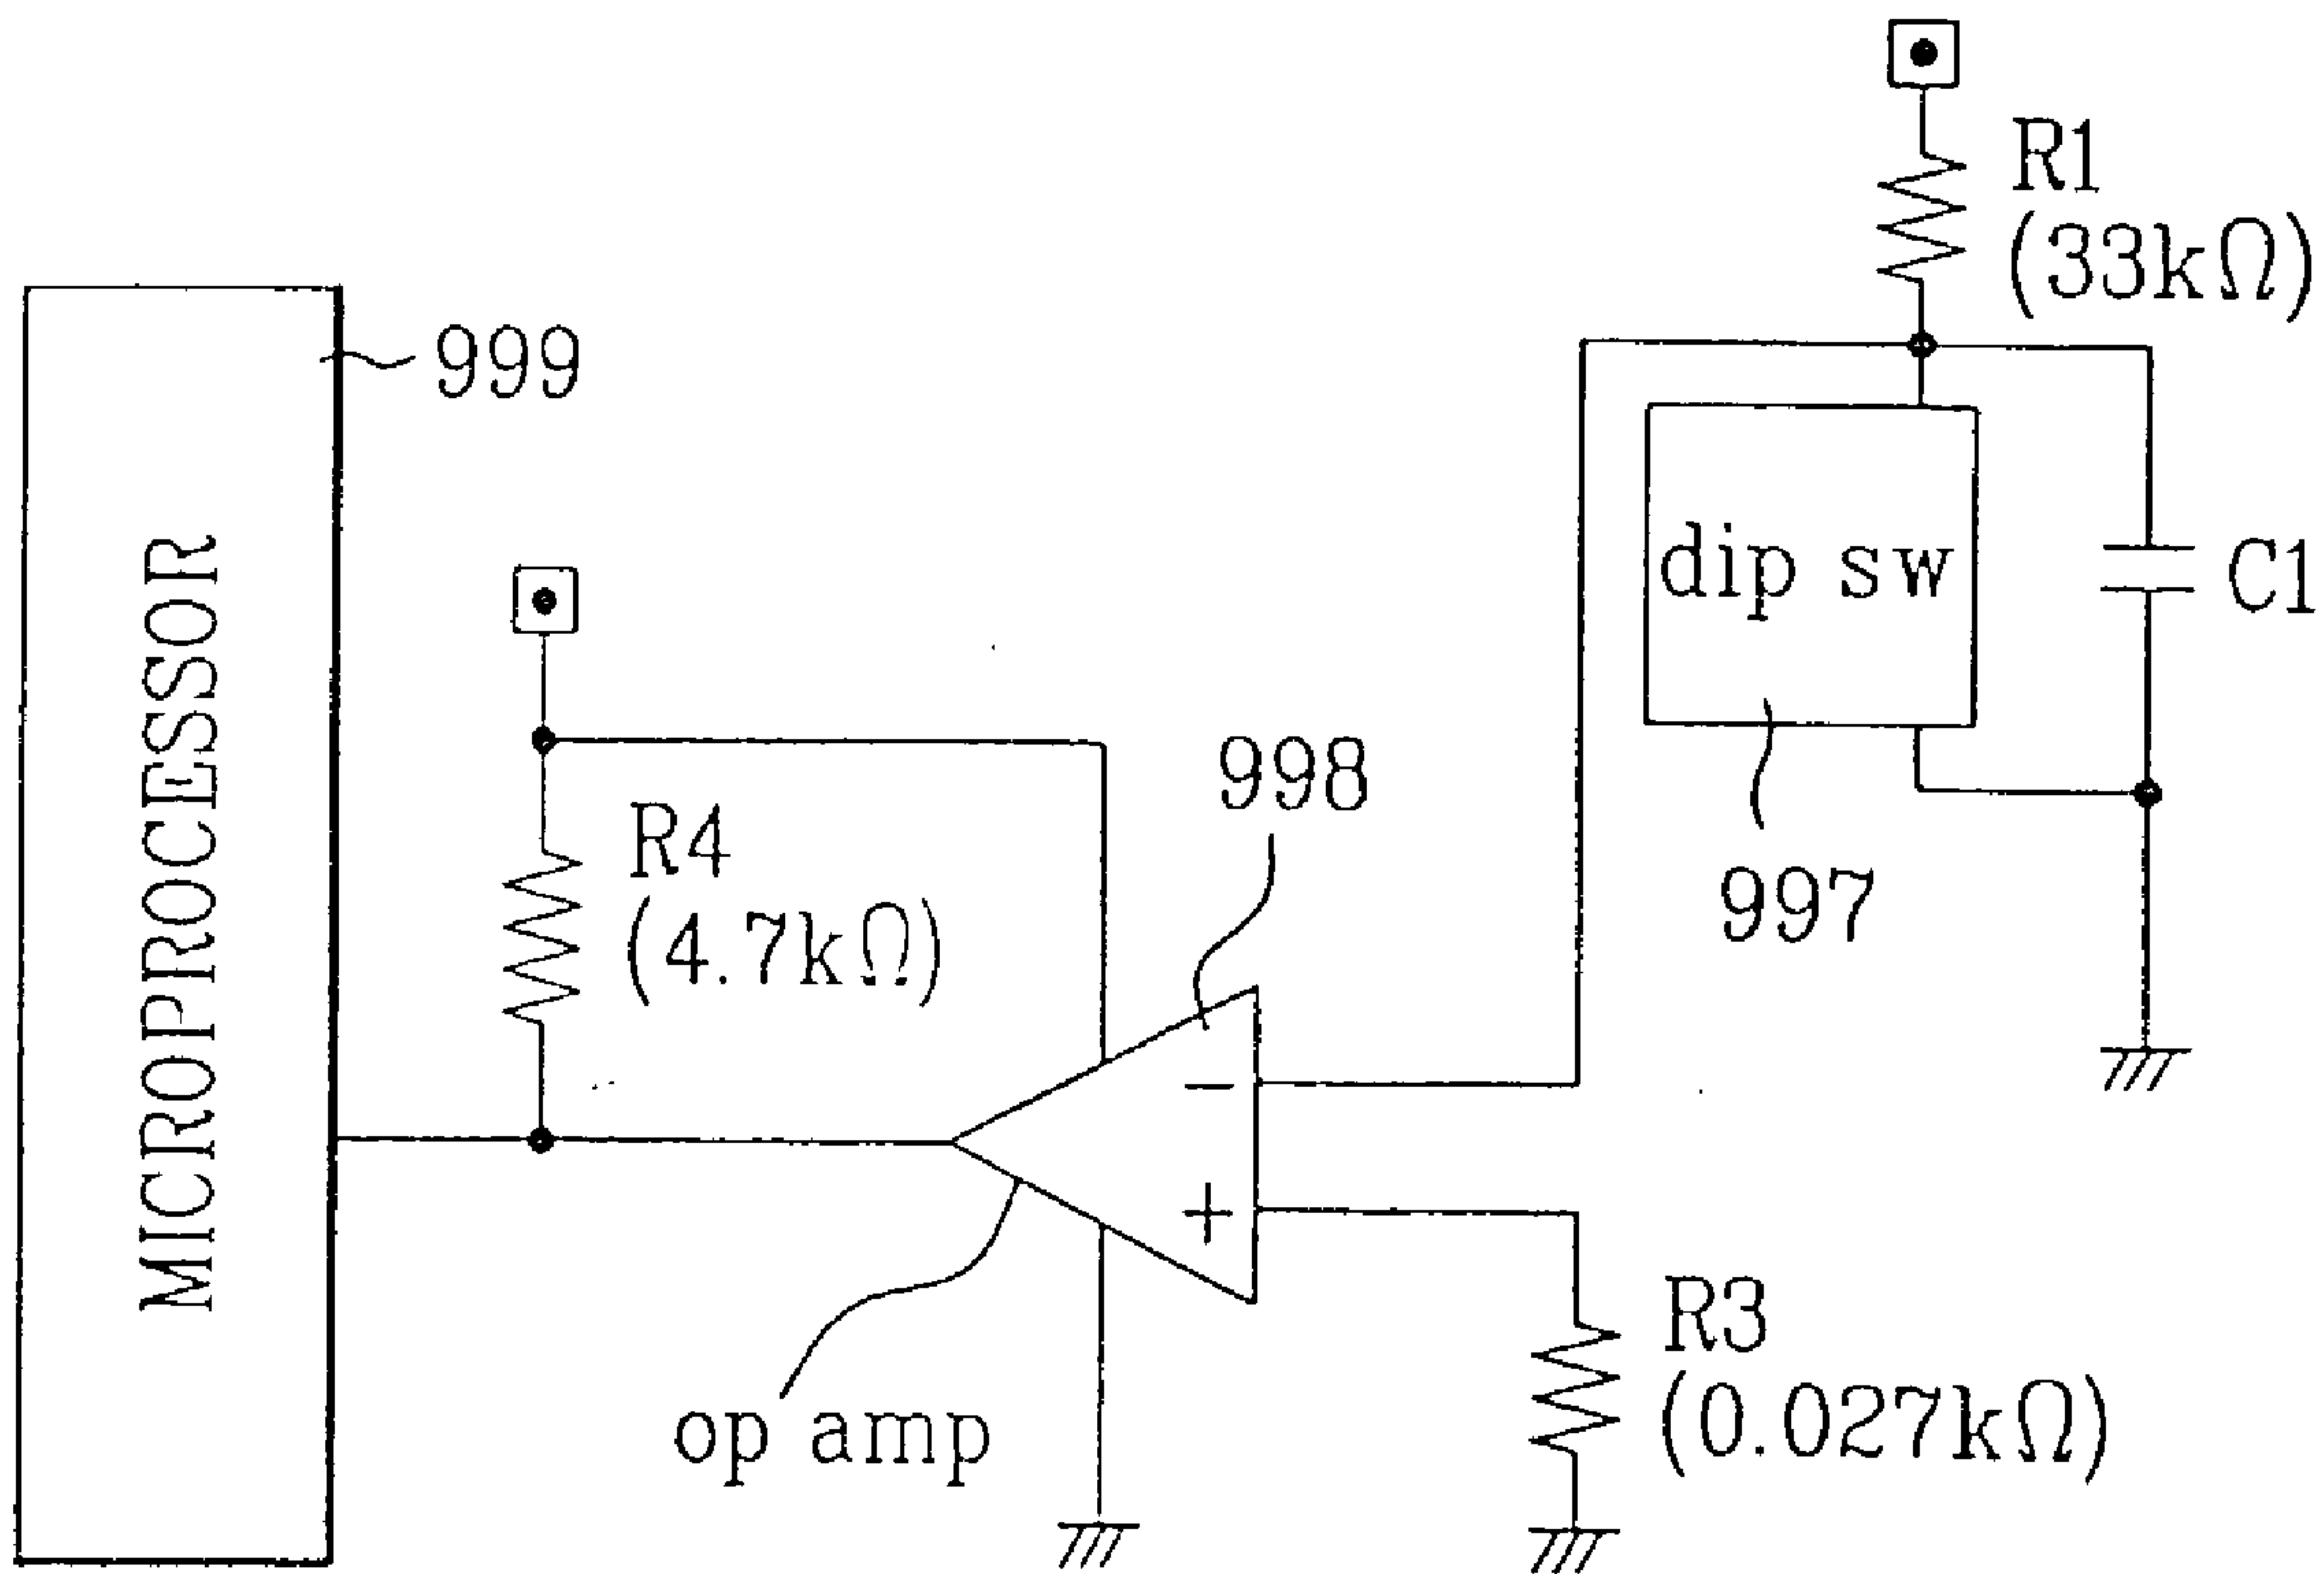 R1
(33kΩ)
999
dip sw
C1
MICROPROCESSOR
998
R4
(4.7kΩ)
997
−
+
R3
(0.027kΩ)
op amp